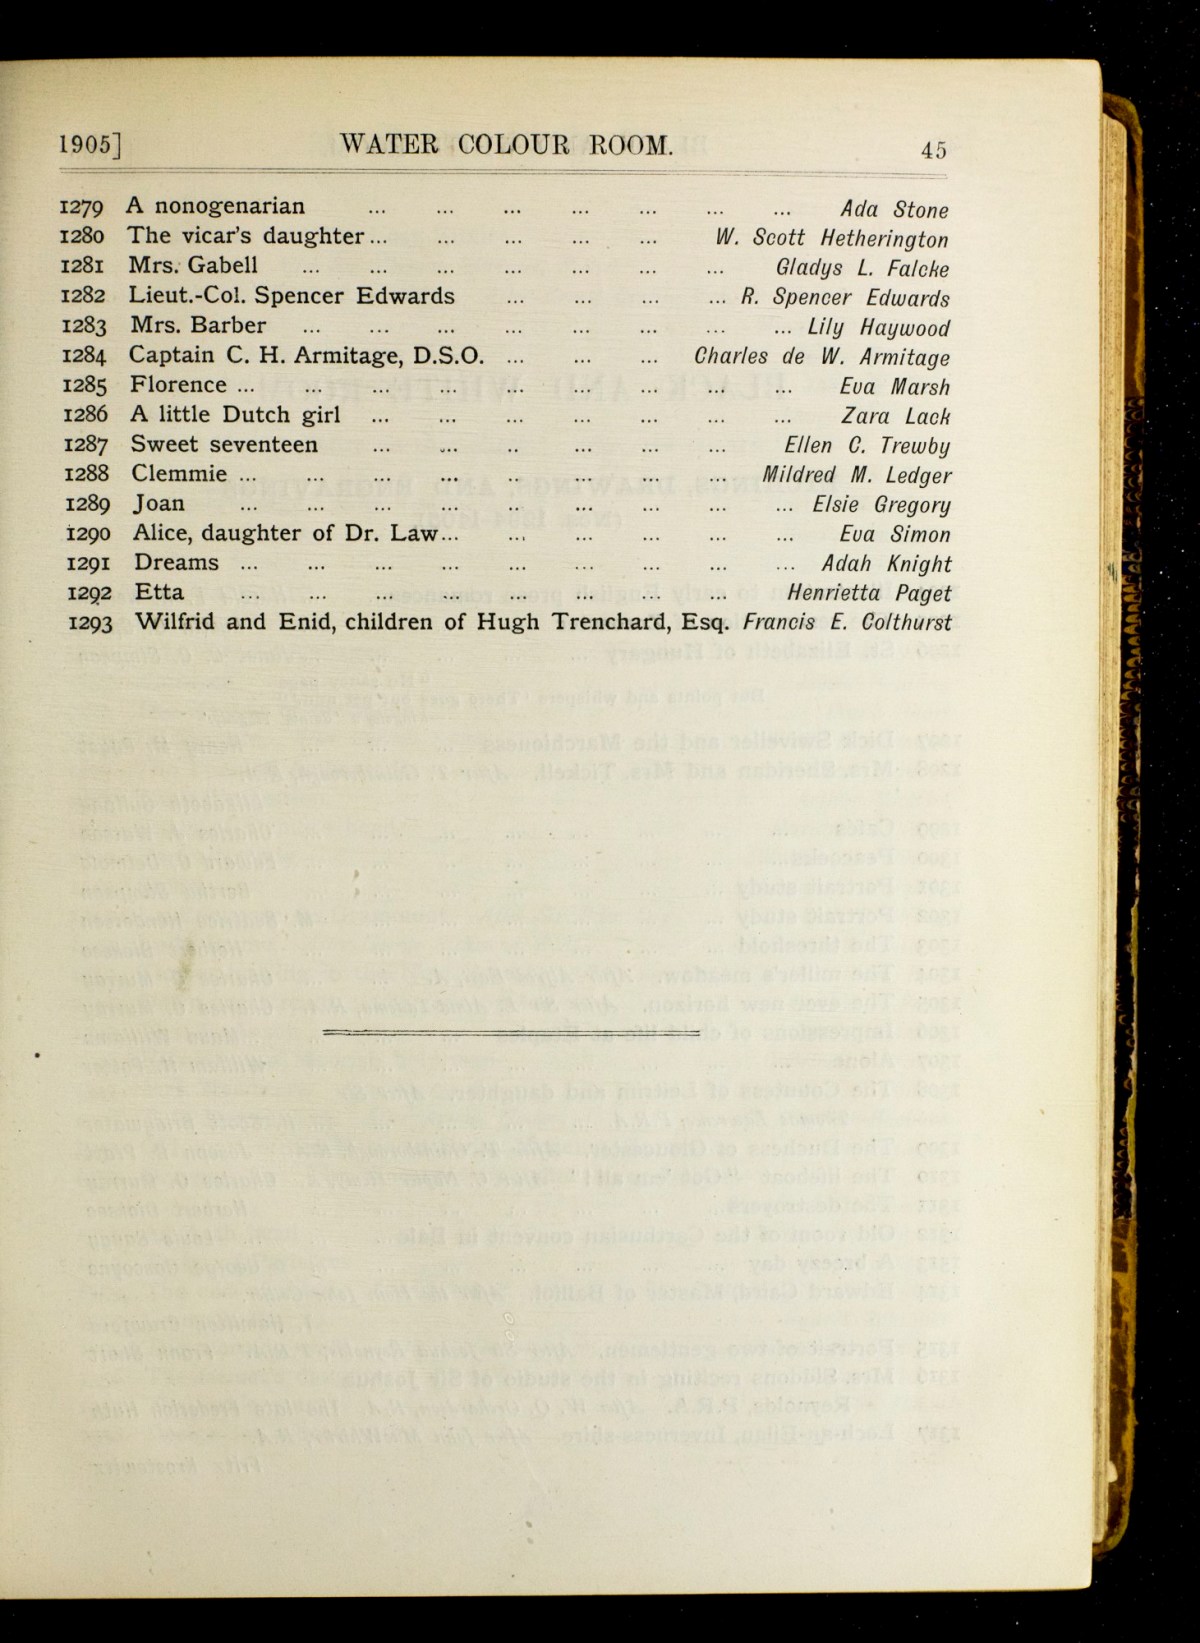 1905] WATER COLOUR ROOM. 45
1279 A nonogenarian ... ... ... ... ... ... ... Ada Stone
1280 The vicar's daughter... ... ... ... ... W. Scott Hetherington
1281 Mrs. Gabell ... ... ... ... ... ... ... Gladys L. Falcke
1282 Lieut.-Col. Spencer Edwards ... ... ... ... R. Spencer Edwards
1283 Mrs. Barber ... ... ... ... ... ... ... ... Lily Haywood
1284 Captain C. H. Armitage, D.S.O. ... ... ... Charles de W. Armitage
1285 Florence ... ... ... ... ... ... ... ... ... Eva Marsh
1286 A little Dutch girl ... ... ... ... ... ... ... Zara Lack
1287 Sweet seventeen ... ... .. ... ... ... Ellen C. Trewby
1288 Clemmie ... ... ... ... ... ... ... ... Mildred M. Ledger
1289 Joan ... ... ... ... ... ... ... ... ... Elsie Gregory
1290 Alice, daughter of Dr. Law... ... ... ... ... ... Eva Simon
1291 Dreams ... ... ... ... ... ... ... ... ... Adah Knight
1292 Etta ... ... ... ... ... ... ... ... Henrietta Paget
1293 Wilfrid and Enid, children of Hugh Trenchard, Esq. Francis E. Colthurst